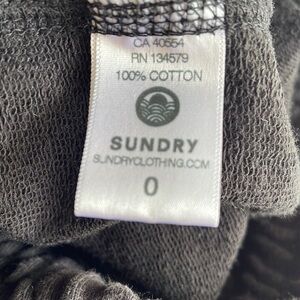 CA 40554
RN 134579
100% COTTON
SUNDRY
SUNDRYCLOTHING.COM
0